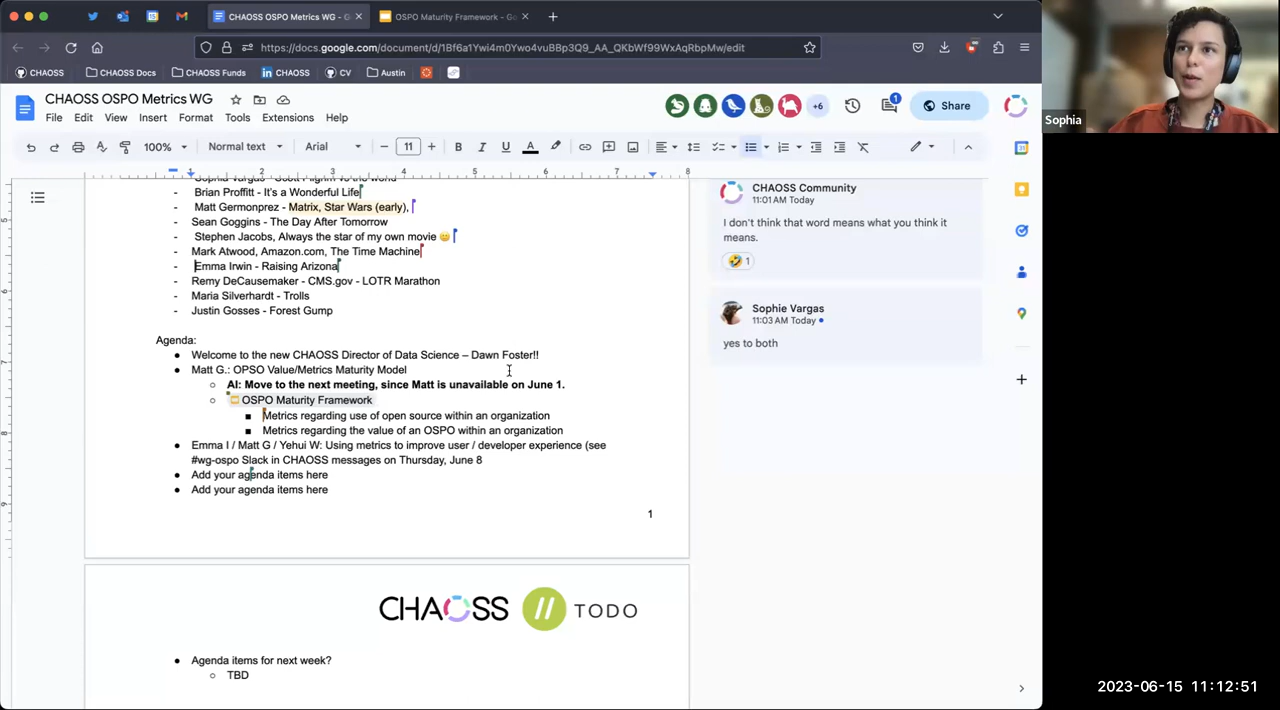 CHAOSS OSPO Metrics WG - G
OSPO Maturity Framework - Go
https://docs.google.com/document/d/1Bf6a1Ywi4m0Ywo4vuBBp3Q9_AA_QKbWf99WxAqRbpMw/edit
CHAOSS
CHAOSS Docs
CHAOSS Funds
CHAOSS
CV
Austin
CHAOSS OSPO Metrics WG
File Edit View Insert Format Tools Extensions Help
+6
1
Share
Sophia
100%
Normal text
Arial
11
2 3 4 5 6 7 8
- Brian Proffitt - It's a Wonderful Life
- Matt Germonprez - Matrix, Star Wars (early),
- Sean Goggins - The Day After Tomorrow
- Stephen Jacobs, Always the star of my own movie 🙂
- Mark Atwood, Amazon.com, The Time Machine
- Emma Irwin - Raising Arizona
- Remy DeCausemaker - CMS.gov - LOTR Marathon
- Maria Silverhardt - Trolls
- Justin Gosses - Forest Gump
Agenda:
● Welcome to the new CHAOSS Director of Data Science – Dawn Foster!!
● Matt G.: OPSO Value/Metrics Maturity Model
○ AI: Move to the next meeting, since Matt is unavailable on June 1.
○ OSPO Maturity Framework
■ Metrics regarding use of open source within an organization
■ Metrics regarding the value of an OSPO within an organization
● Emma I / Matt G / Yehui W: Using metrics to improve user / developer experience (see
#wg-ospo Slack in CHAOSS messages on Thursday, June 8
● Add your agenda items here
● Add your agenda items here
1
CHAOSS // TODO
● Agenda items for next week?
○ TBD
CHAOSS Community
11:01 AM Today
I don't think that word means what you think it
means.
🤣 1
Sophie Vargas
11:03 AM Today
yes to both
2023-06-15 11:12:51